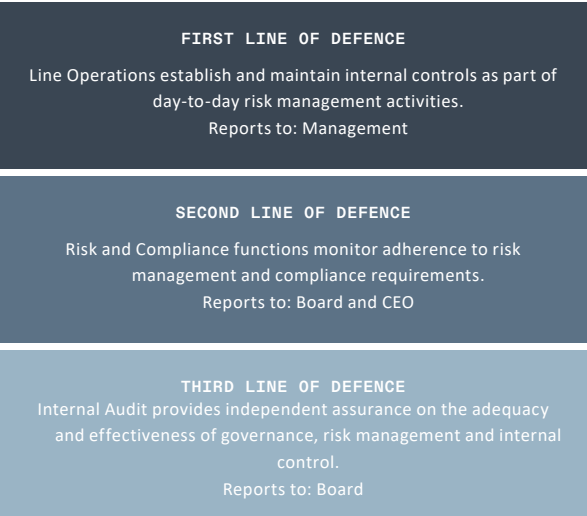 FIRST LINE OF DEFENCE
Line Operations establish and maintain internal controls as part of
day-to-day risk management activities.
Reports to: Management
SECOND LINE OF DEFENCE
Risk and Compliance functions monitor adherence to risk
management and compliance requirements.
Reports to: Board and CEO
THIRD LINE OF DEFENCE
Internal Audit provides independent assurance on the adequacy
and effectiveness of governance, risk management and internal
control.
Reports to: Board